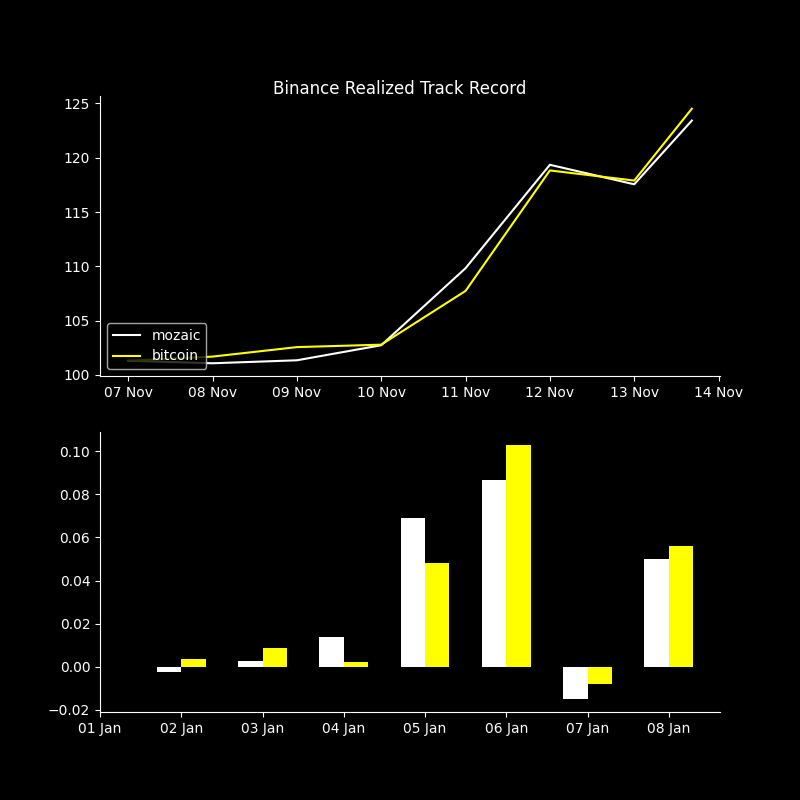 Binance Realized Track Record
125
120
115
110
105
100
mozaic
bitcoin
07 Nov 08 Nov 09 Nov 10 Nov 11 Nov 12 Nov 13 Nov 14 Nov
0.10
0.08
0.06
0.04
0.02
0.00
−0.02
01 Jan 02 Jan 03 Jan 04 Jan 05 Jan 06 Jan 07 Jan 08 Jan